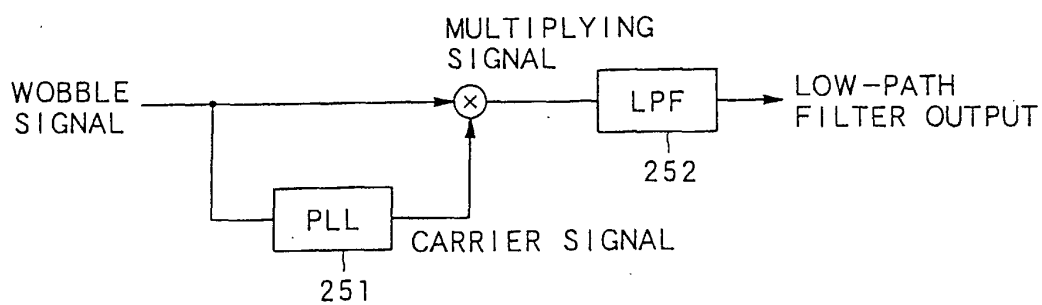 MULTIPLYING
SIGNAL
WOBBLE
SIGNAL
×
LPF
LOW-PATH
FILTER OUTPUT
252
PLL
CARRIER SIGNAL
251